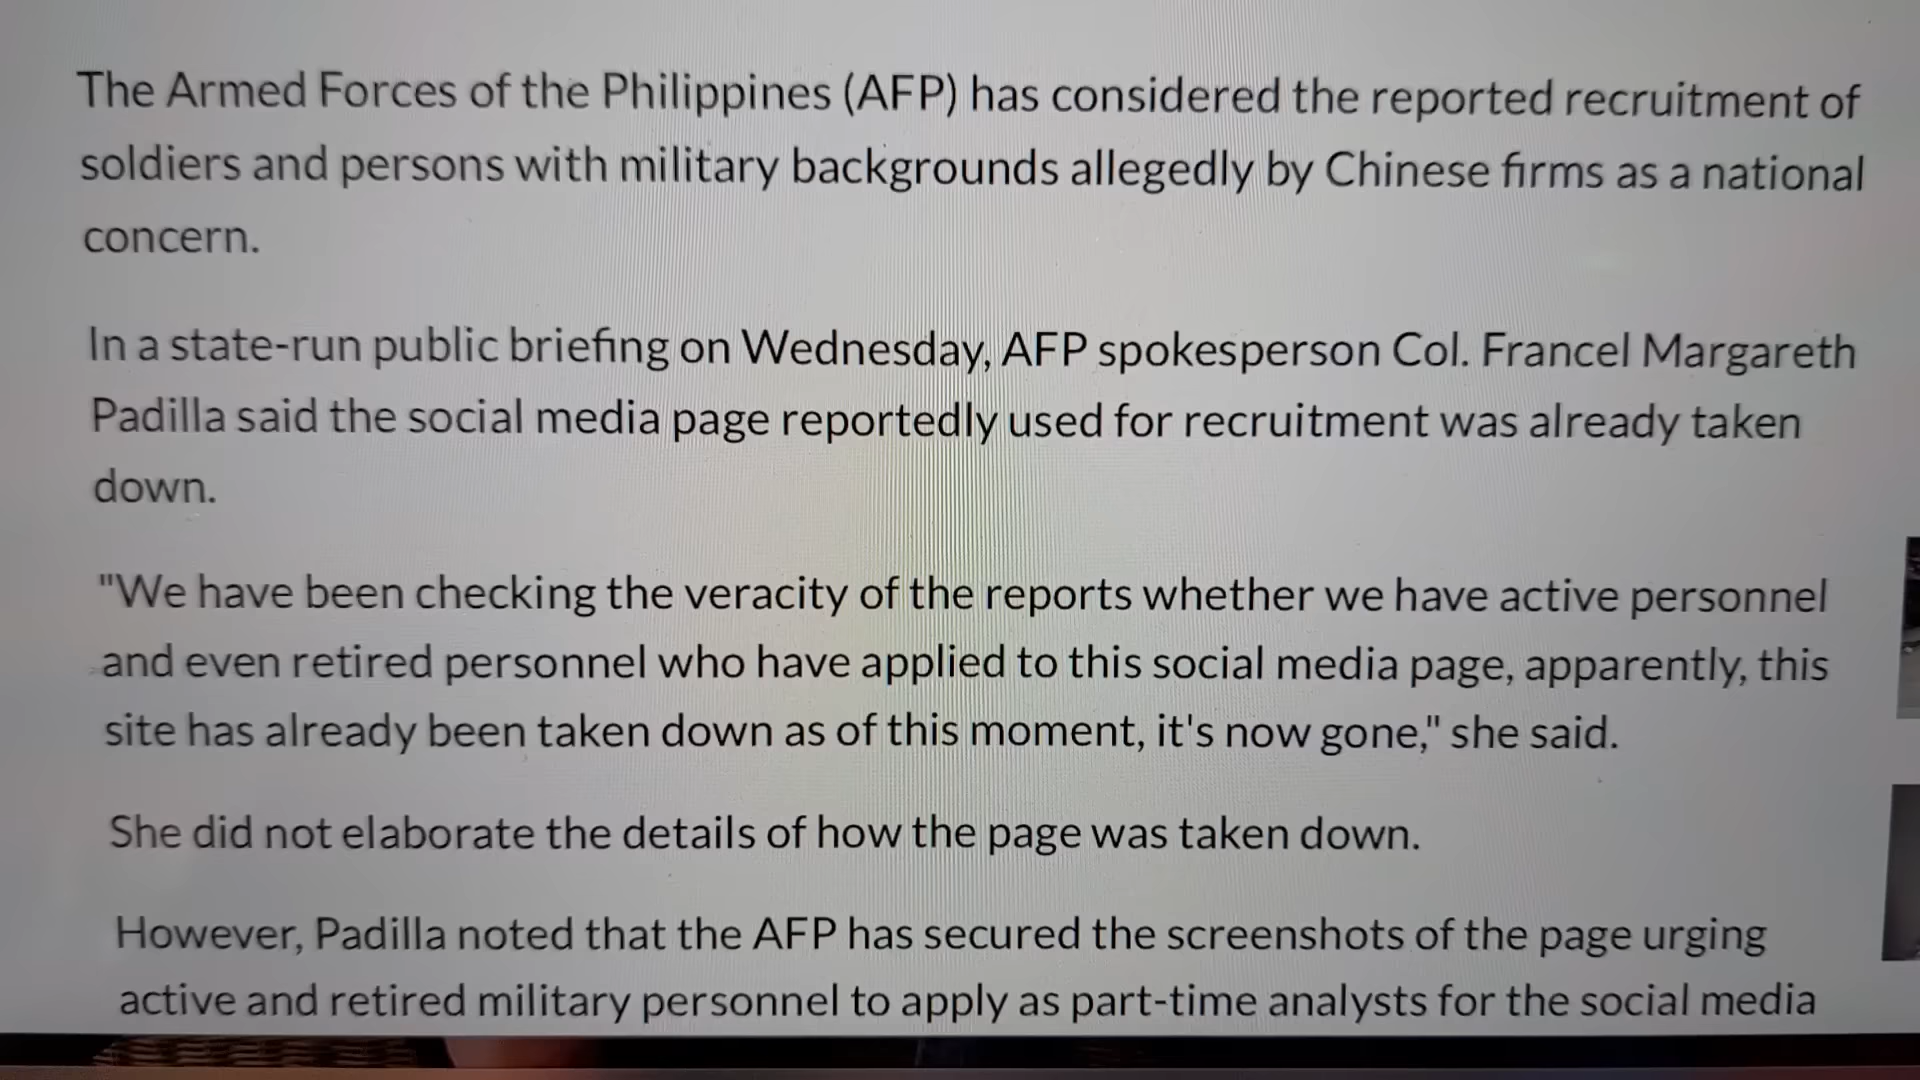 The Armed Forces of the Philippines (AFP) has considered the reported recruitment of
soldiers and persons with military backgrounds allegedly by Chinese firms as a national
concern.
In a state-run public briefing on Wednesday, AFP spokesperson Col. Francel Margareth
Padilla said the social media page reportedly used for recruitment was already taken
down.
"We have been checking the veracity of the reports whether we have active personnel
and even retired personnel who have applied to this social media page, apparently, this
site has already been taken down as of this moment, it's now gone," she said.
She did not elaborate the details of how the page was taken down.
However, Padilla noted that the AFP has secured the screenshots of the page urging
active and retired military personnel to apply as part-time analysts for the social media